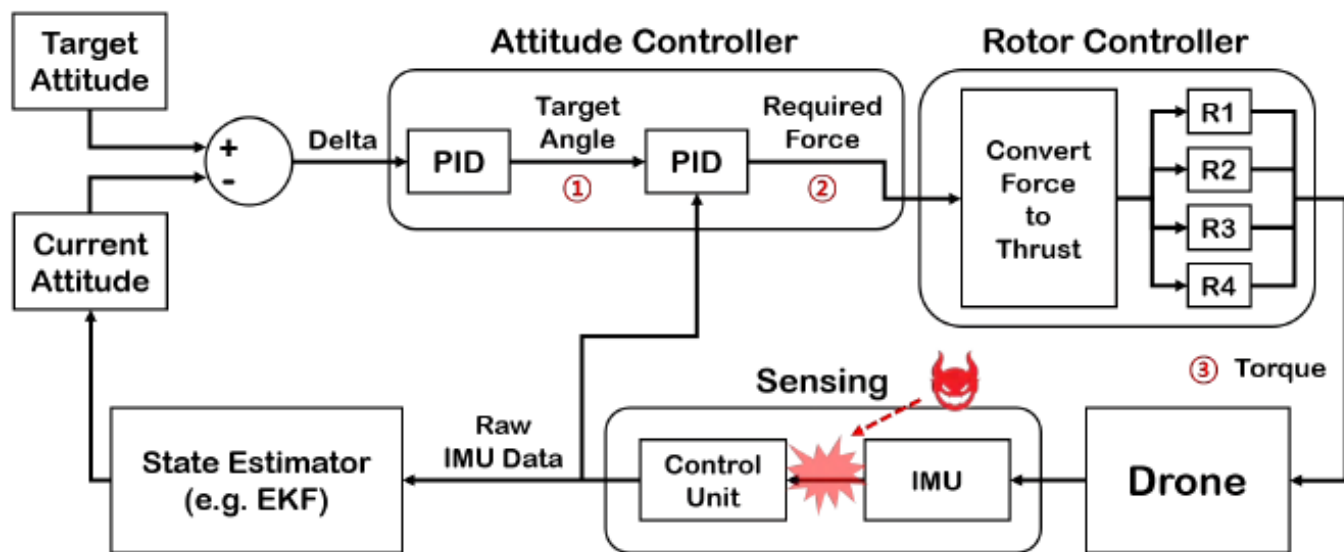 Target
Attitude
Attitude Controller
Rotor Controller
+
-
Delta
PID
Target
Angle
①
PID
Required
Force
②
Convert
Force
to
Thrust
R1
R2
R3
R4
Current
Attitude
③ Torque
Sensing
Raw
IMU Data
State Estimator
(e.g. EKF)
Control
Unit
IMU
Drone